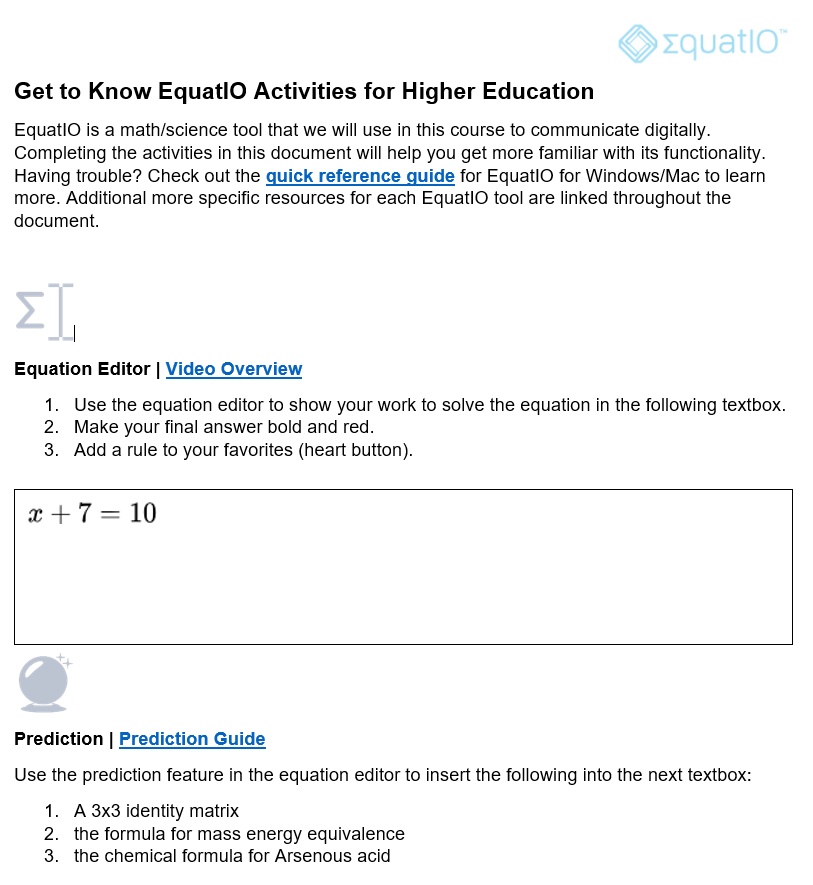 ΣquatIO™
Get to Know EquatIO Activities for Higher Education
EquatIO is a math/science tool that we will use in this course to communicate digitally.
Completing the activities in this document will help you get more familiar with its functionality.
Having trouble? Check out the quick reference guide for EquatIO for Windows/Mac to learn
more. Additional more specific resources for each EquatIO tool are linked throughout the
document.
Σ
Equation Editor | Video Overview
1. Use the equation editor to show your work to solve the equation in the following textbox.
2. Make your final answer bold and red.
3. Add a rule to your favorites (heart button).
x + 7 = 10
Prediction | Prediction Guide
Use the prediction feature in the equation editor to insert the following into the next textbox:
1. A 3x3 identity matrix
2. the formula for mass energy equivalence
3. the chemical formula for Arsenous acid